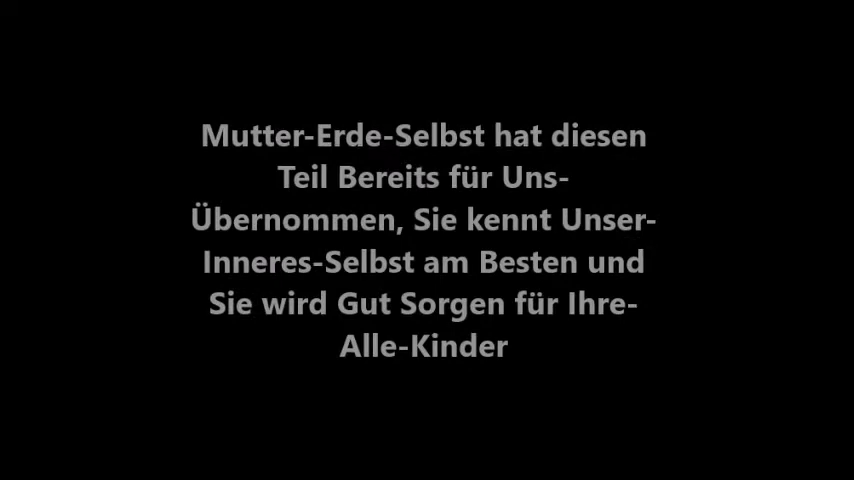 Mutter-Erde-Selbst hat diesen
Teil Bereits für Uns-
Übernommen, Sie kennt Unser-
Inneres-Selbst am Besten und
Sie wird Gut Sorgen für Ihre-
Alle-Kinder